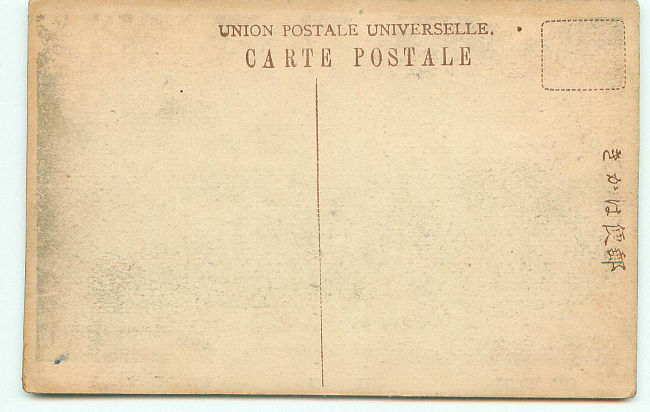 UNION POSTALE UNIVERSELLE.
CARTE POSTALE
きかは便郵